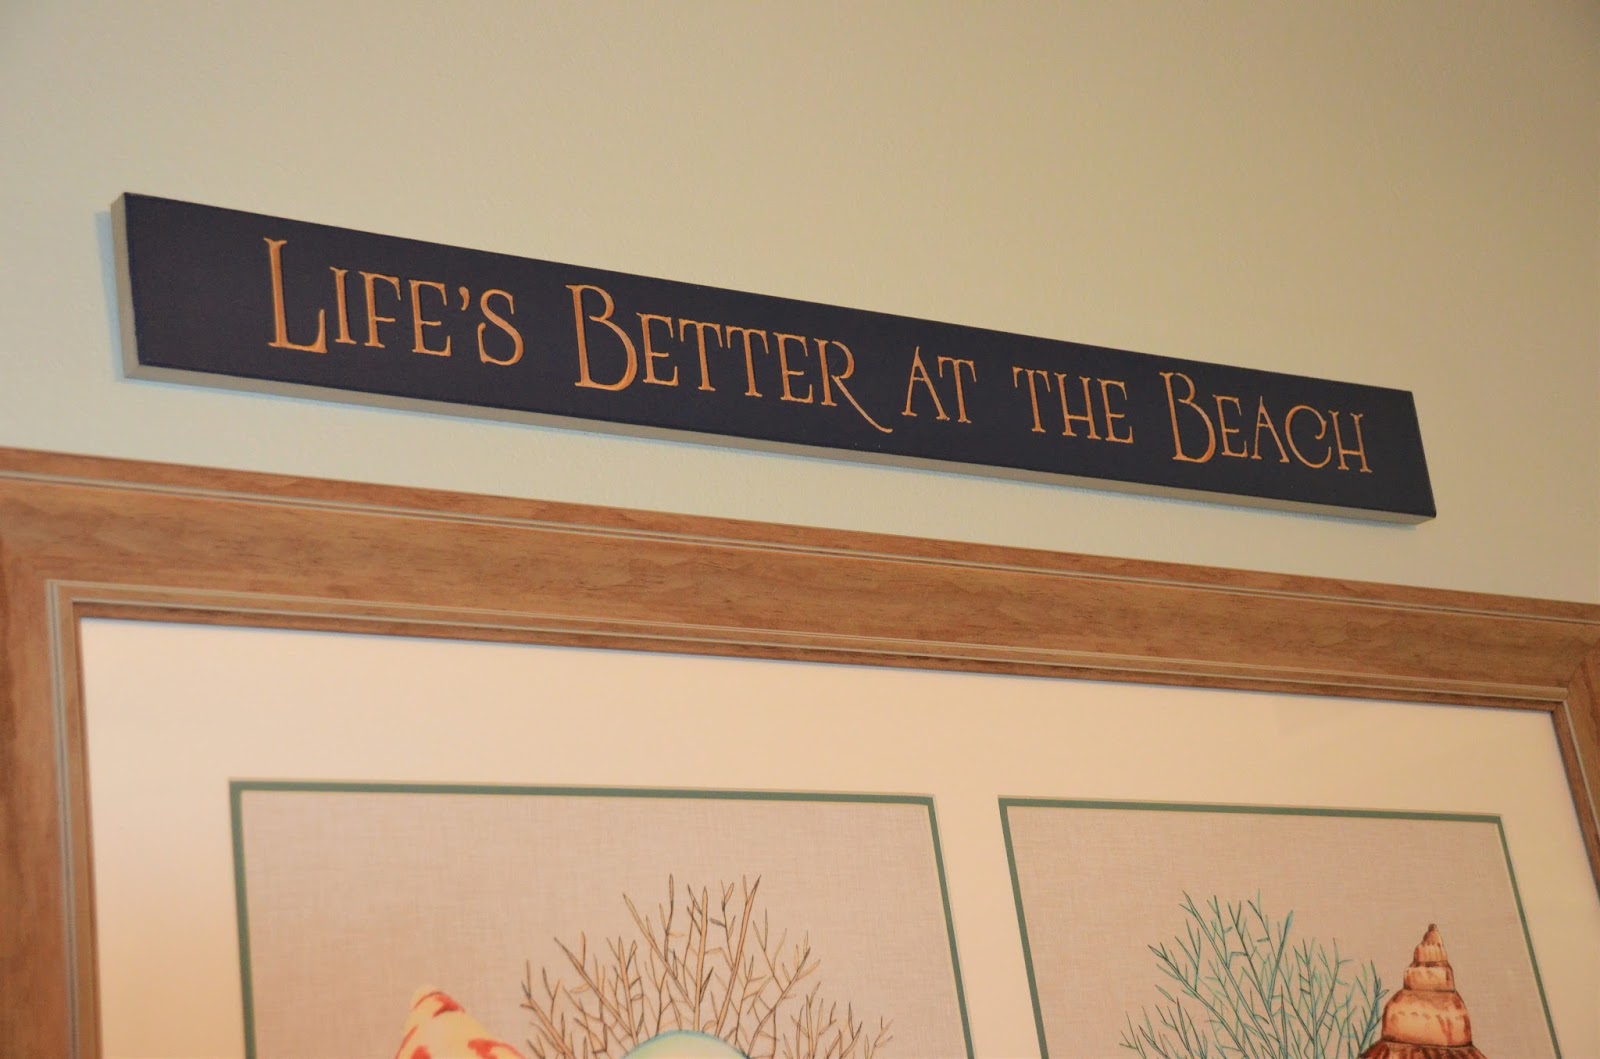 Life’s Better at the Beach